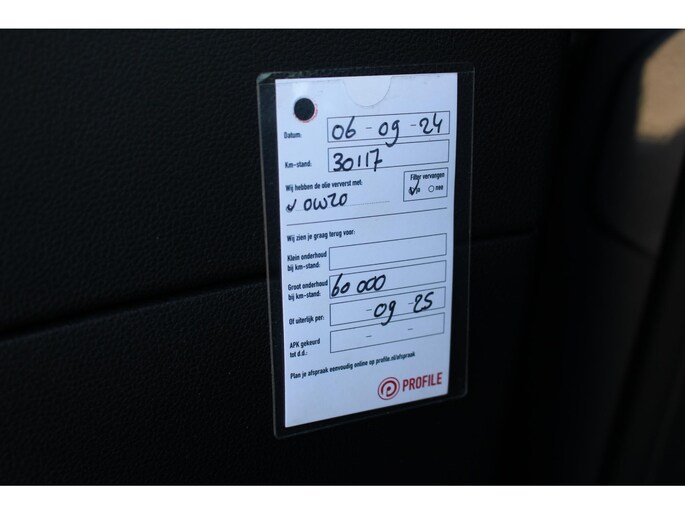 Datum: 06 - 09 - 24
Km-stand: 30117
Wij hebben de olie ververst met:
✓ 0W20
Filter vervangen
✓ ja ○ nee
Wij zien je graag terug voor:
Klein onderhoud
bij km-stand:
Groot onderhoud
bij km-stand: 60 000
Of uiterlijk per: - 09 - 25
APK gekeurd
tot d.d.: - -
Plan je afspraak eenvoudig online op profile.nl/afspraak
PROFILE